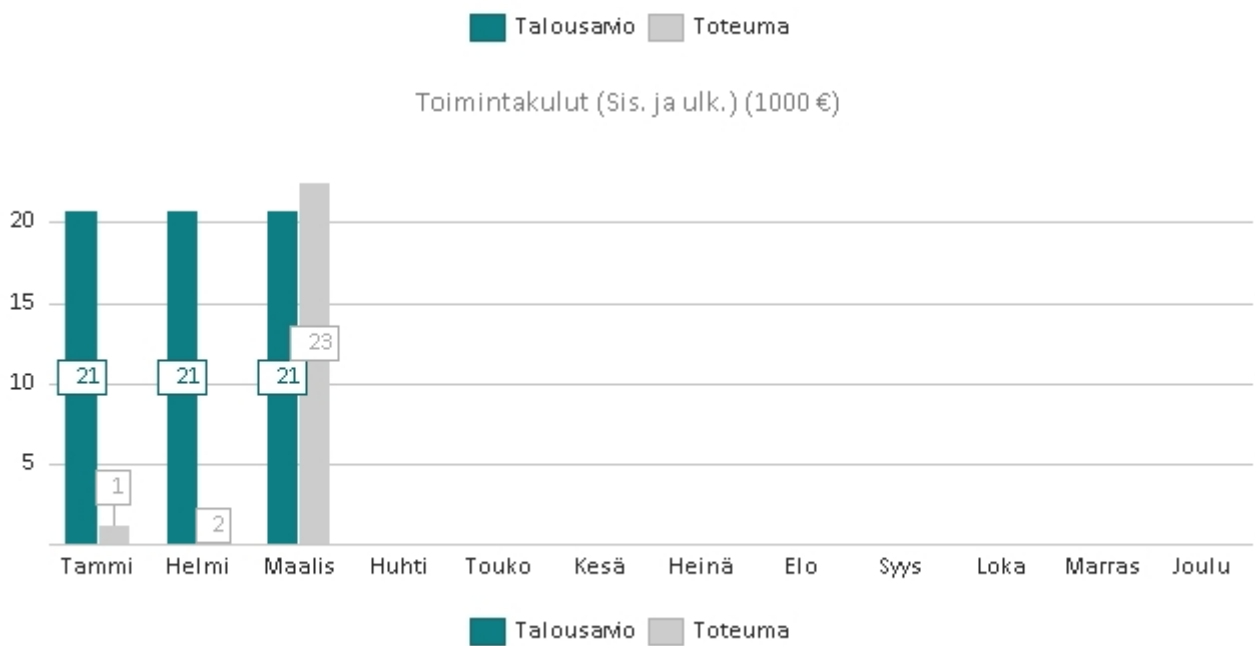 Talousarvio Toteuma
Toimintakulut (Sis. ja ulk.) (1000 €)
20
15
23
21 21 21
10
5
1
2
Tammi Helmi Maalis Huhti Touko Kesä Heinä Elo Syys Loka Marras Joulu
Talousarvio Toteuma